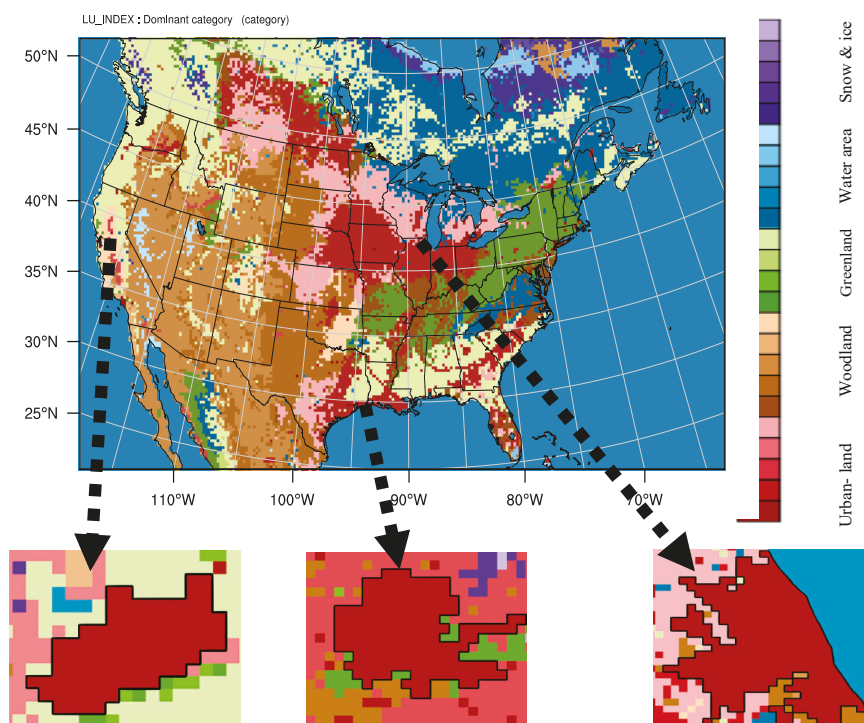 LU_INDEX : Dominant category (category)
50°N
45°N
40°N
35°N
30°N
25°N
110°W
100°W
90°W
80°W
70°W
Snow & ice
Water area
Greenland
Woodland
Urban- land